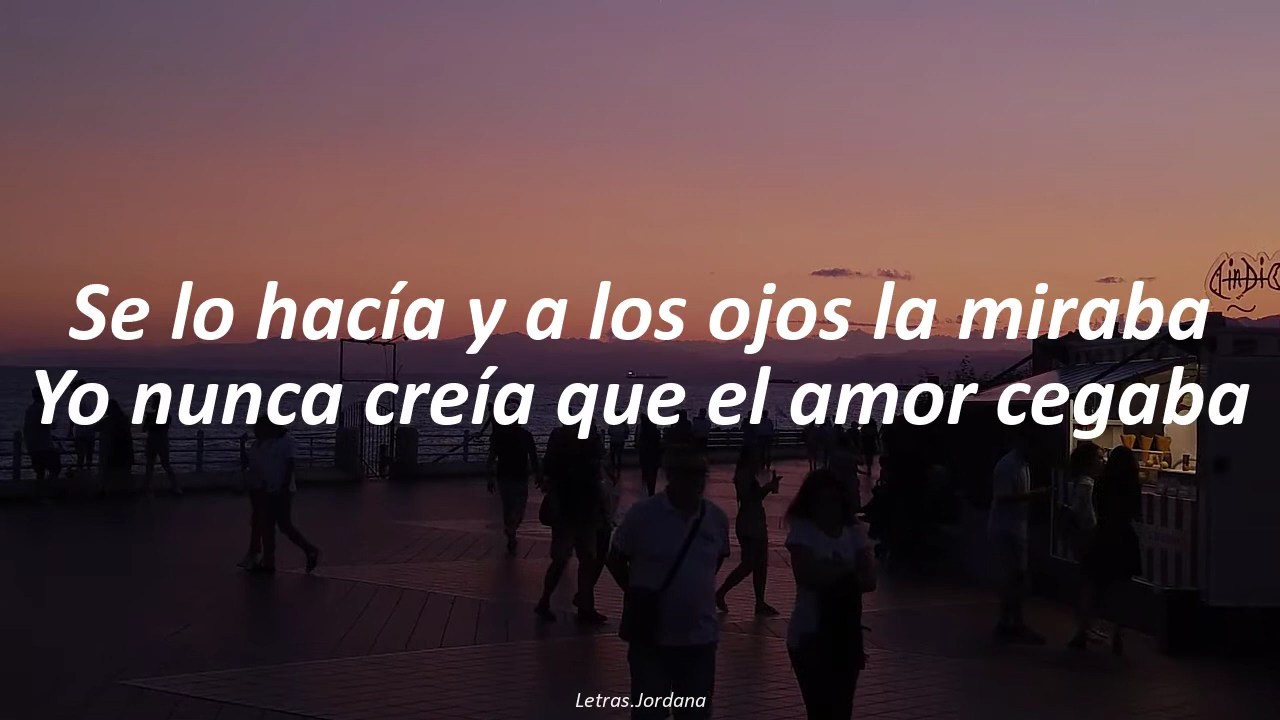 Se lo hacía y a los ojos la miraba
Yo nunca creía que el amor cegaba
Letras.Jordana